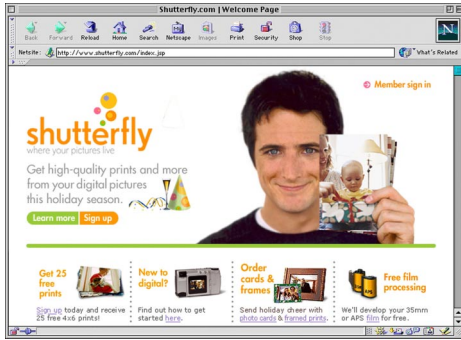 Shutterfly.com | Welcome Page
Back Forward Reload Home Search Netscape Images Print Security Shop Stop
N
Netsite: http://www.shutterfly.com/index.jsp What's Related
Member sign in
shutterfly
where your pictures live
Get high-quality prints and more
from your digital pictures
this holiday season.
Learn more Sign up
Get 25
free
prints
Sign up today and receive
25 free 4x6 prints!
New to
digital?
Find out how to
get started here.
Order
cards &
frames
Send holiday cheer with
photo cards & framed prints.
Free film
processing
We'll develop your 35mm
or APS film for free.